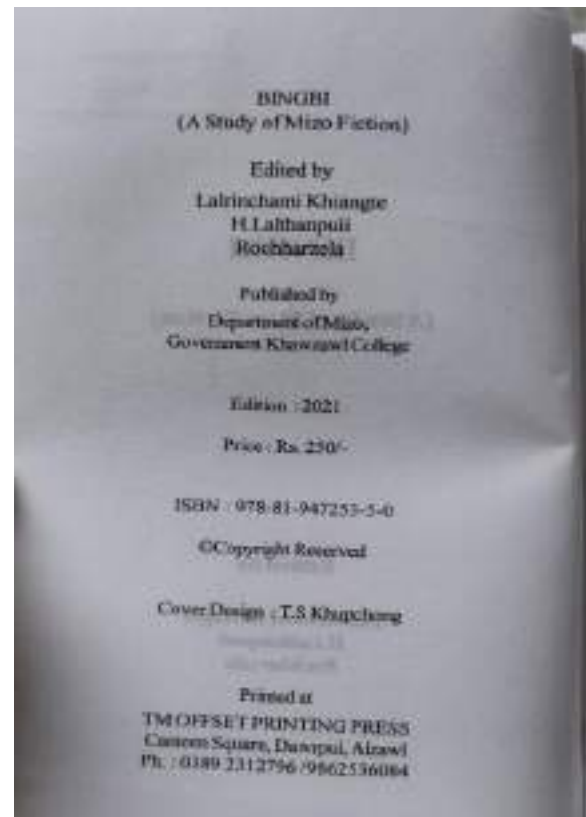 BINGBI
(A Study of Mizo Fiction)
Edited by
Lalrinchami Khiangte
H.Lalthanpuii
Rochharzela
Published by
Department of Mizo,
Government Khawzawl College
Edition : 2021
Price : Rs. 250/-
ISBN : 978-81-947253-5-0
©Copyright Reserved
Cover Design : T.S Khupchong
Printed at
TM OFFSET PRINTING PRESS
Canteen Square, Dawrpui, Aizawl
Ph. : 0389 2312796 /9862536084